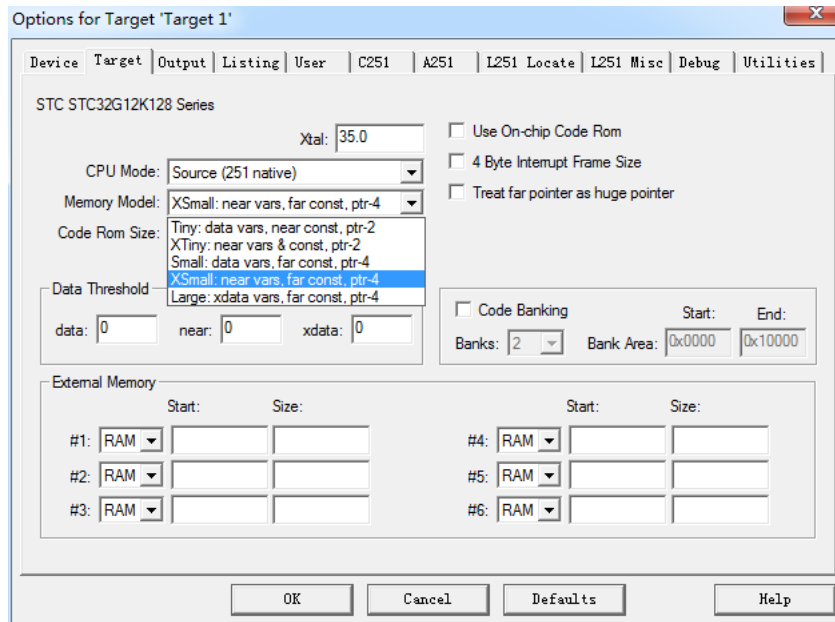 Options for Target 'Target 1'
Device Target Output Listing User C251 A251 L251 Locate L251 Misc Debug Utilities
STC STC32G12K128 Series
Xtal: 35.0
Use On-chip Code Rom
CPU Mode: Source (251 native)
4 Byte Interrupt Frame Size
Memory Model: XSmall: near vars, far const, ptr-4
Treat far pointer as huge pointer
Code Rom Size:
Tiny: data vars, near const, ptr-2
XTiny: near vars & const, ptr-2
Small: data vars, far const, ptr-4
XSmall: near vars, far const, ptr-4
Large: xdata vars, far const, ptr-4
Data Threshold
data: 0 near: 0 xdata: 0
Code Banking Start: End:
Banks: 2 Bank Area: 0x0000 0x10000
External Memory
Start: Size: Start: Size:
#1: RAM #4: RAM
#2: RAM #5: RAM
#3: RAM #6: RAM
OK Cancel Defaults Help